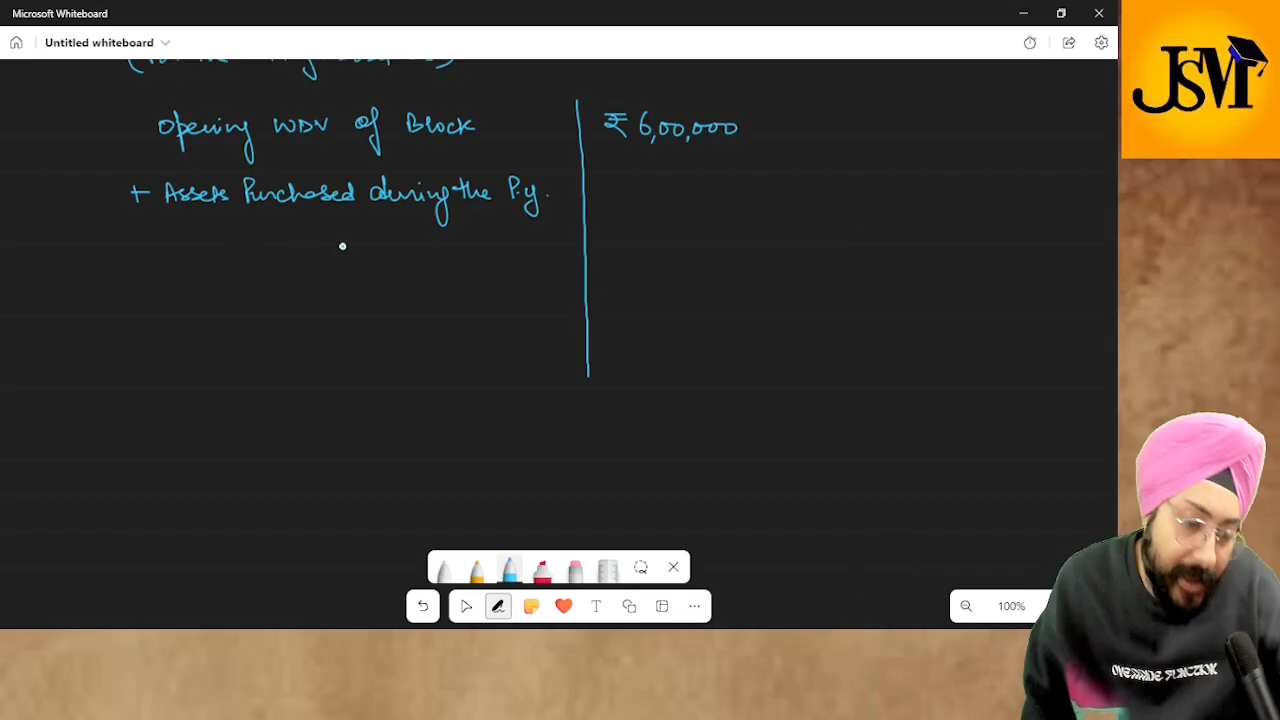 Microsoft Whiteboard
Untitled whiteboard
JSM
Opening WDV of Block
₹ 6,00,000
+ Assets Purchased during the P.y.
100%